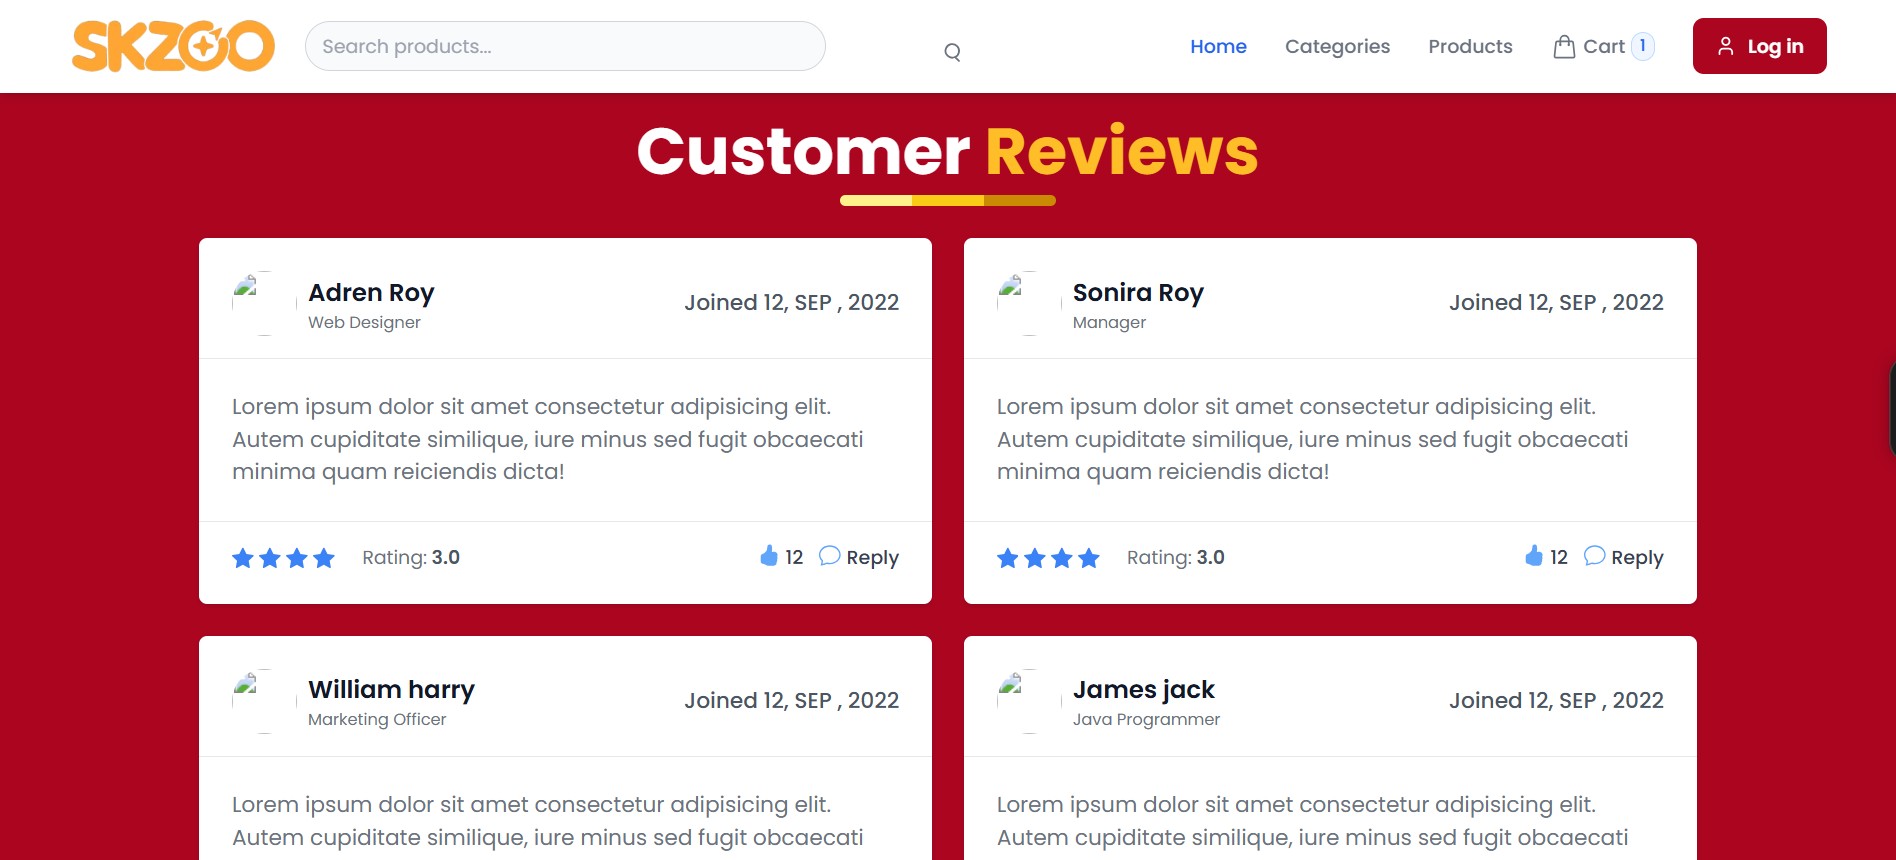 SKZOO
Search products...
Home
Categories
Products
Cart 1
Log in
Customer Reviews
Adren Roy
Web Designer
Joined 12, SEP , 2022
Lorem ipsum dolor sit amet consectetur adipisicing elit.
Autem cupiditate similique, iure minus sed fugit obcaecati
minima quam reiciendis dicta!
Rating: 3.0
12
Reply
Sonira Roy
Manager
Joined 12, SEP , 2022
Lorem ipsum dolor sit amet consectetur adipisicing elit.
Autem cupiditate similique, iure minus sed fugit obcaecati
minima quam reiciendis dicta!
Rating: 3.0
12
Reply
William harry
Marketing Officer
Joined 12, SEP , 2022
Lorem ipsum dolor sit amet consectetur adipisicing elit.
Autem cupiditate similique, iure minus sed fugit obcaecati
James jack
Java Programmer
Joined 12, SEP , 2022
Lorem ipsum dolor sit amet consectetur adipisicing elit.
Autem cupiditate similique, iure minus sed fugit obcaecati